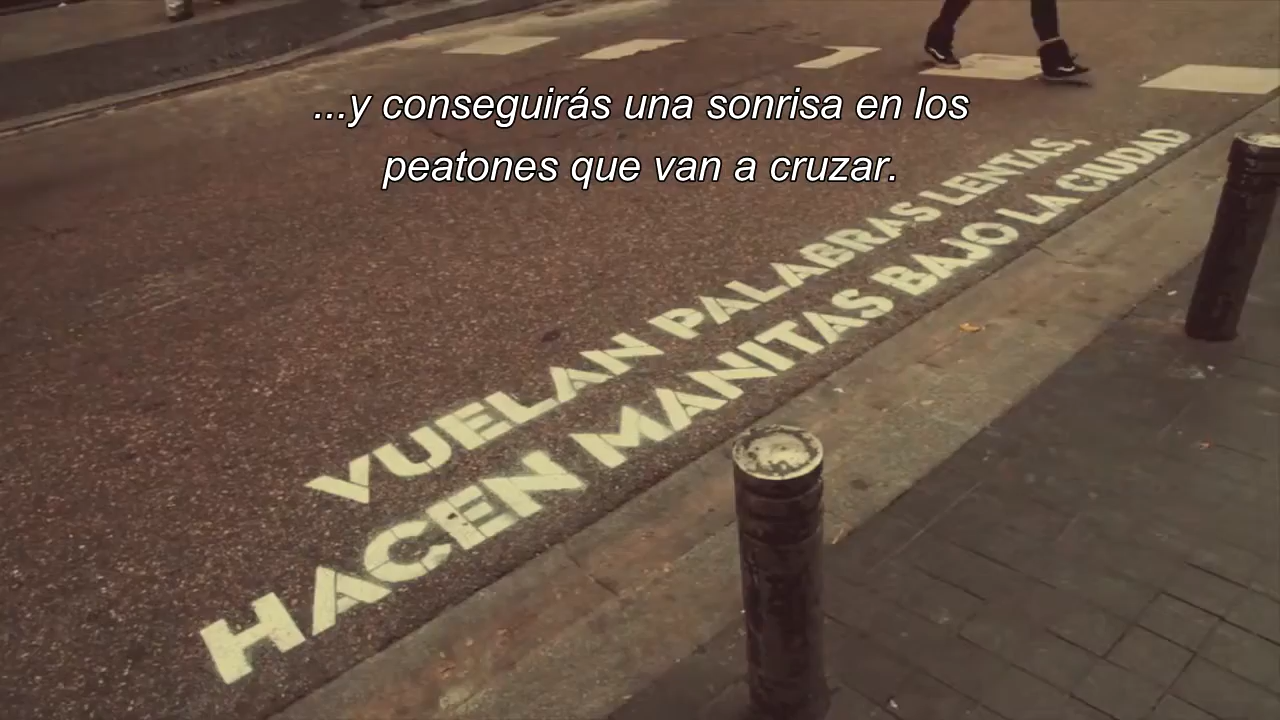 ...y conseguirás una sonrisa en los
peatones que van a cruzar.
VUELAN PALABRAS LENTAS,
HACEN MANITAS BAJO LA CIUDAD